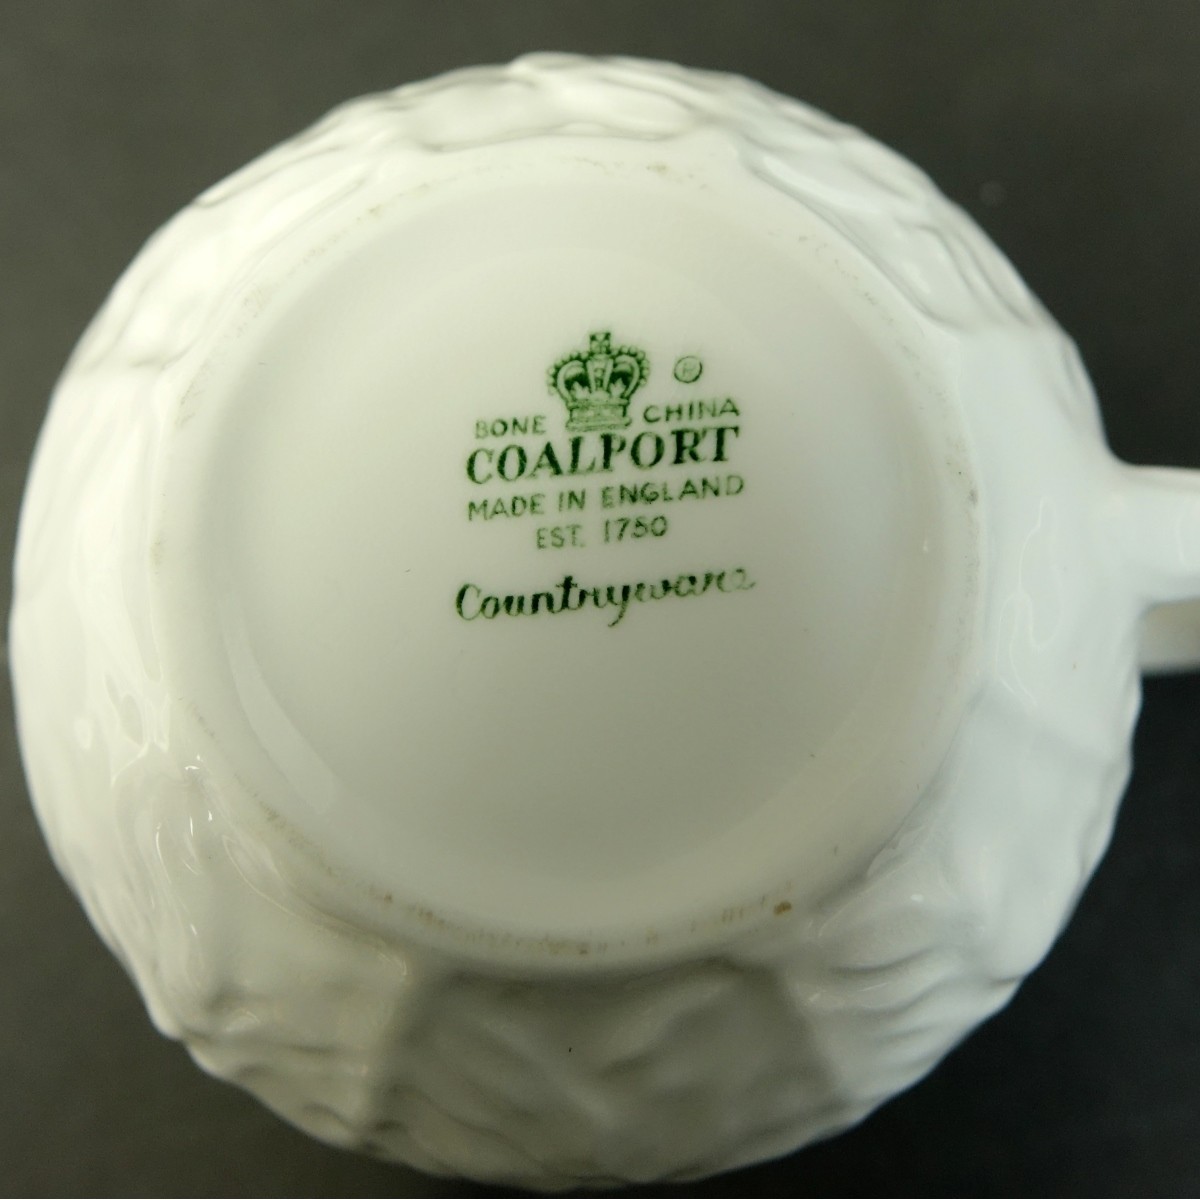 ®
BONE CHINA
COALPORT
MADE IN ENGLAND
EST. 1750
Countryware